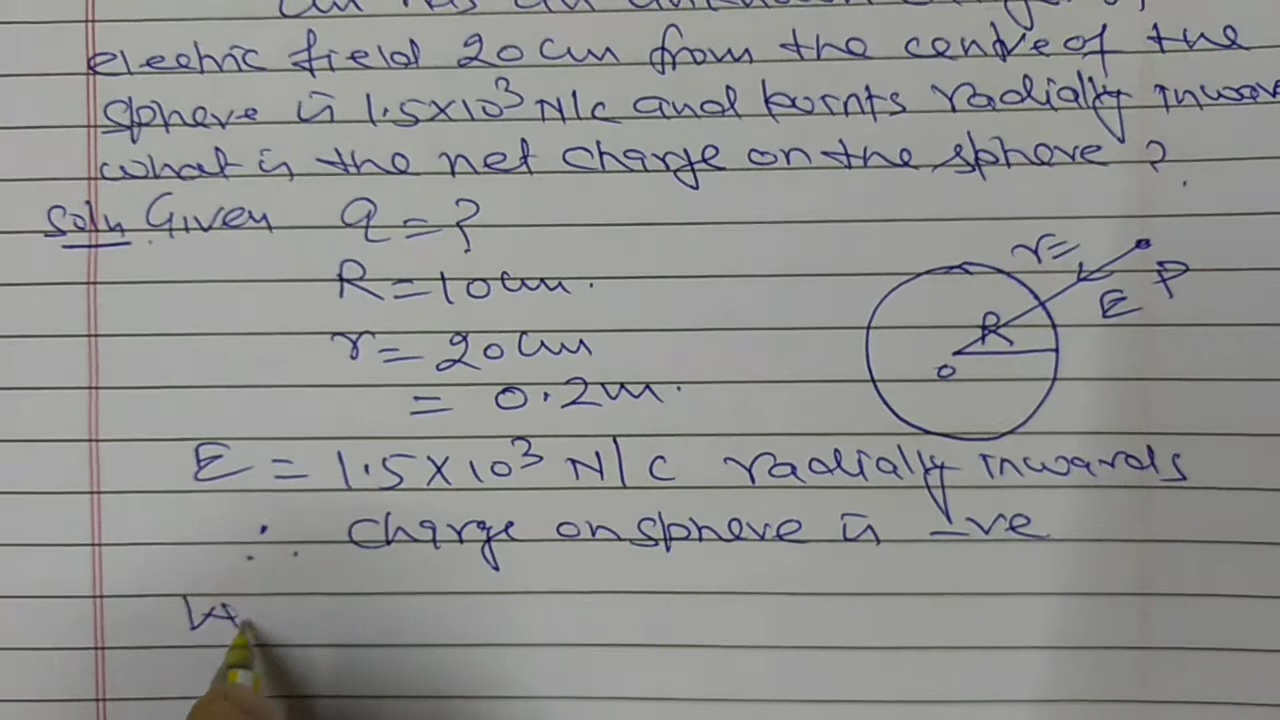 electric field 20 cm from the centre of the
sphere is 1.5×10³ N/C and points radially inwar
what is the net charge on the sphere ?
Soln Given q = ?
R = 10 cm.
r = 20 cm
= 0.2 m.
r =
E P
R
o
E = 1.5 × 10³ N/C radially inwards
∴ charge on sphere is -ve